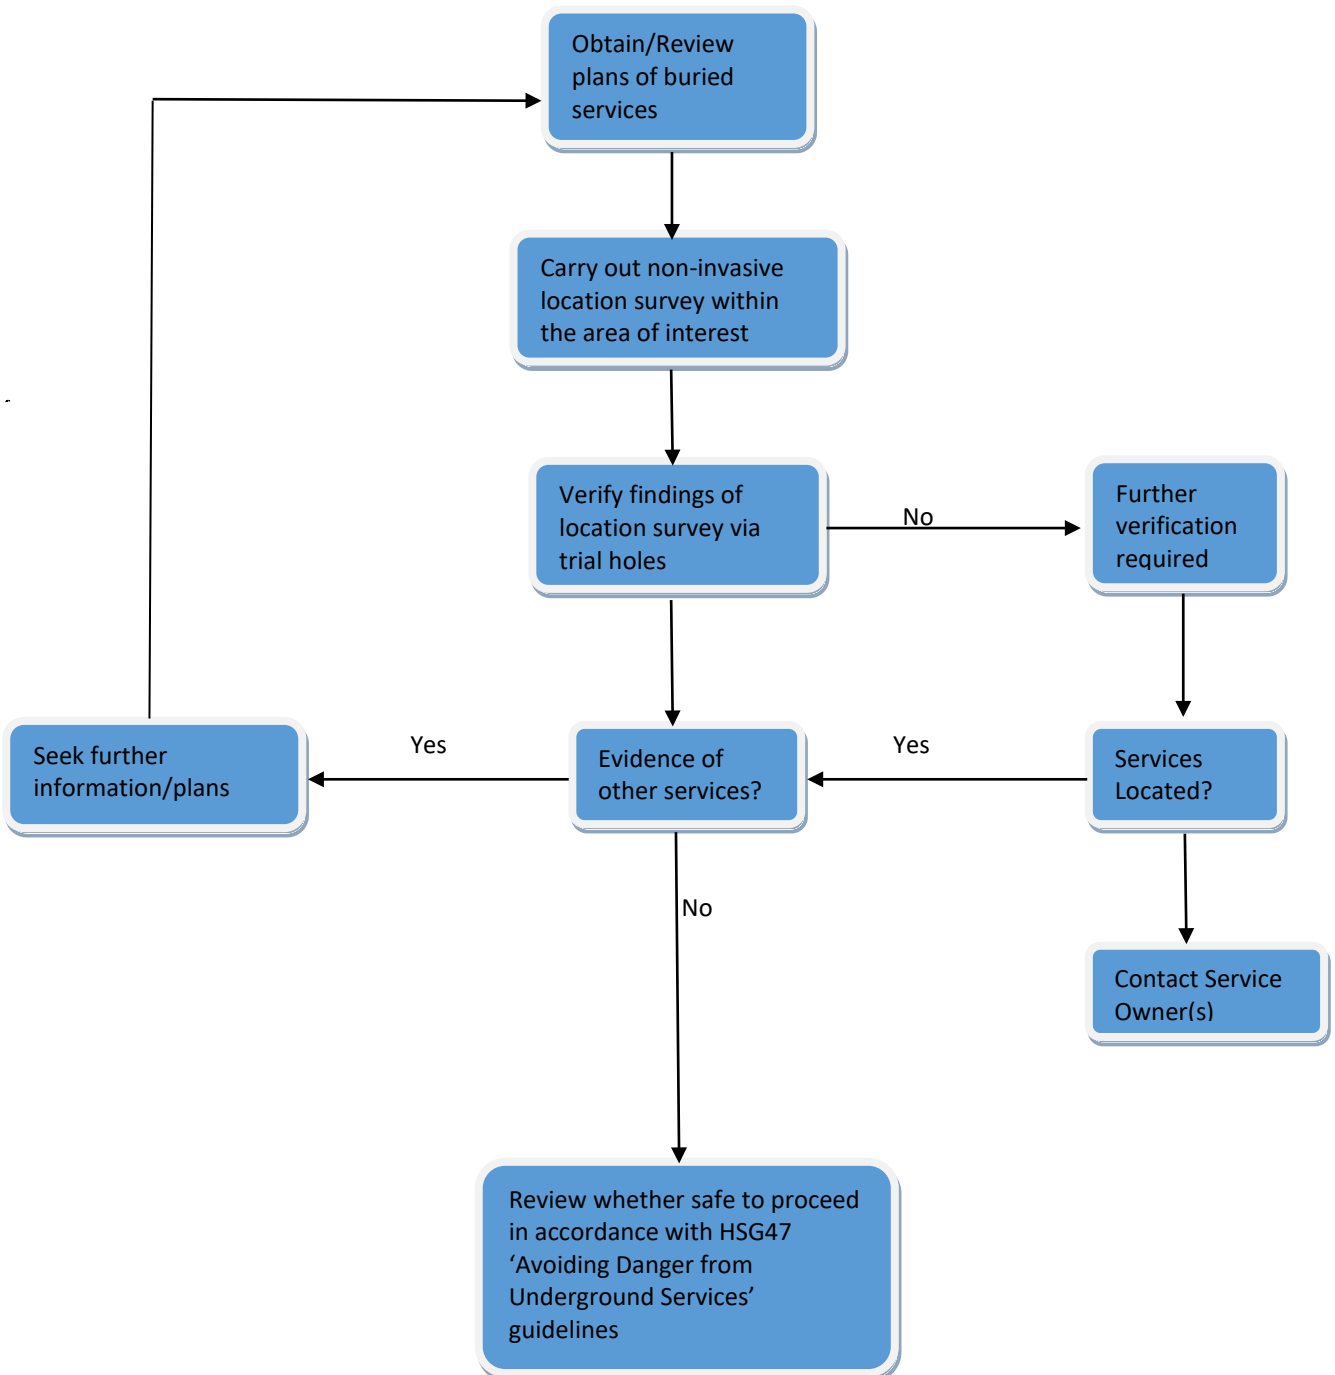 Obtain/Review
plans of buried
services
Carry out non-invasive
location survey within
the area of interest
Verify findings of
location survey via
trial holes
No
Further
verification
required
Seek further
information/plans
Yes
Evidence of
other services?
Yes
Services
Located?
No
Contact Service
Owner(s)
Review whether safe to proceed
in accordance with HSG47
‘Avoiding Danger from
Underground Services’
guidelines